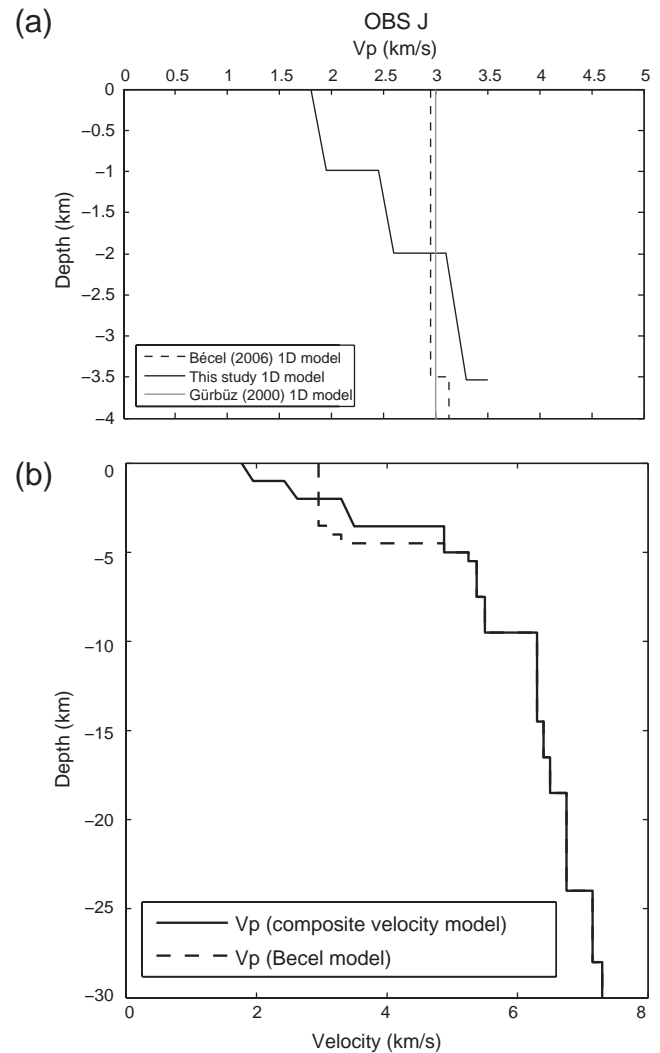 (a)
OBS J
Vp (km/s)
0 0.5 1 1.5 2 2.5 3 3.5 4 4.5 5
0
−0.5
−1
−1.5
−2
−2.5
−3
−3.5
−4
Depth (km)
Bécel (2006) 1D model
This study 1D model
Gürbüz (2000) 1D model
(b)
0
−5
−10
−15
−20
−25
−30
Depth (km)
Vp (composite velocity model)
Vp (Becel model)
2 4 6 8
Velocity (km/s)